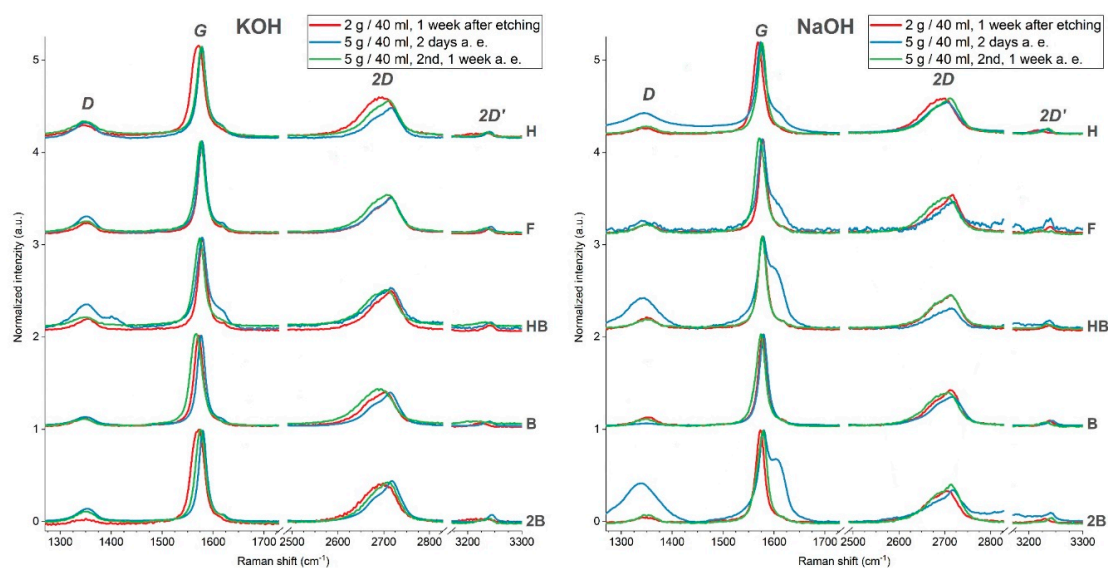 KOH
2 g / 40 ml, 1 week after etching
5 g / 40 ml, 2 days a. e.
5 g / 40 ml, 2nd, 1 week a. e.
G
D
2D
2D'
5
4
3
2
1
0
H
F
HB
B
2B
Normalized intenzity (a.u.)
1300 1400 1500 1600 1700 2500 2600 2700 2800 3200 3300
Raman shift (cm-1)
NaOH
2 g / 40 ml, 1 week after etching
5 g / 40 ml, 2 days a. e.
5 g / 40 ml, 2nd, 1 week a. e.
G
D
2D
2D'
5
4
3
2
1
0
H
F
HB
B
2B
Normalized intenzity (a.u.)
1300 1400 1500 1600 1700 2500 2600 2700 2800 3200 3300
Raman shift (cm-1)